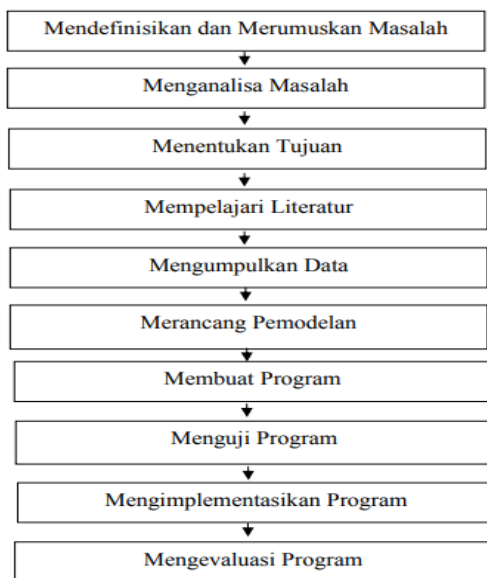 Mendefinisikan dan Merumuskan Masalah
Menganalisa Masalah
Menentukan Tujuan
Mempelajari Literatur
Mengumpulkan Data
Merancang Pemodelan
Membuat Program
Menguji Program
Mengimplementasikan Program
Mengevaluasi Program